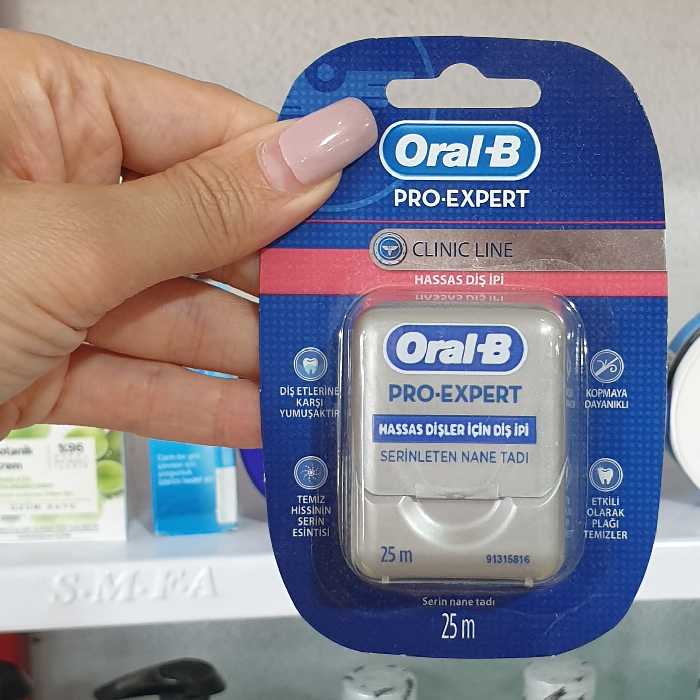 Oral-B
PRO-EXPERT
CLINIC LINE
HASSAS DİŞ İPİ
Oral-B
PRO-EXPERT
HASSAS DİŞLER İÇİN DİŞ İPİ
SERİNLETEN NANE TADI
25 m
91315816
DİŞ ETLERİNE
KARŞI
YUMUŞAKTIR
TEMİZ
HİSSİNİN
SERİN
ESİNTİSİ
KOPMAYA
DAYANIKLI
ETKİLİ
OLARAK
PLAĞI
TEMİZLER
Serin nane tadı
25 m
%96
S.M.F.A